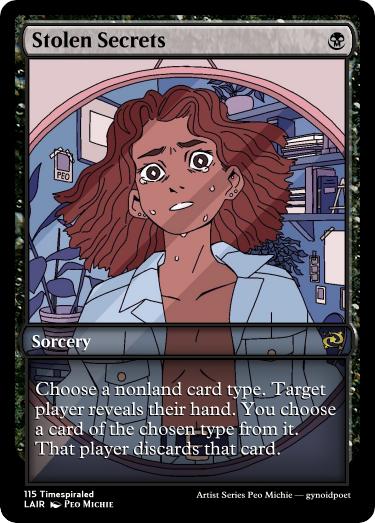 Stolen Secrets
PEO
Sorcery
Choose a nonland card type. Target
player reveals their hand. You choose
a card of the chosen type from it.
That player discards that card.
115 Timespiraled
LAIR Peo Michie
Artist Series Peo Michie — gynoidpoet